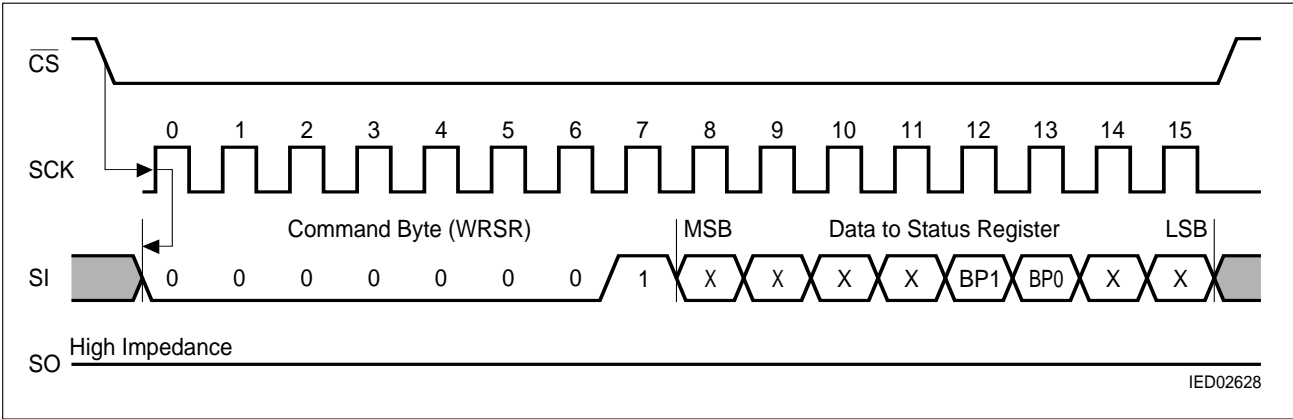 CS
0 1 2 3 4 5 6 7 8 9 10 11 12 13 14 15
SCK
Command Byte (WRSR) MSB Data to Status Register LSB
SI 0 0 0 0 0 0 0 1 X X X X BP1 BP0 X X
High Impedance
SO
IED02628